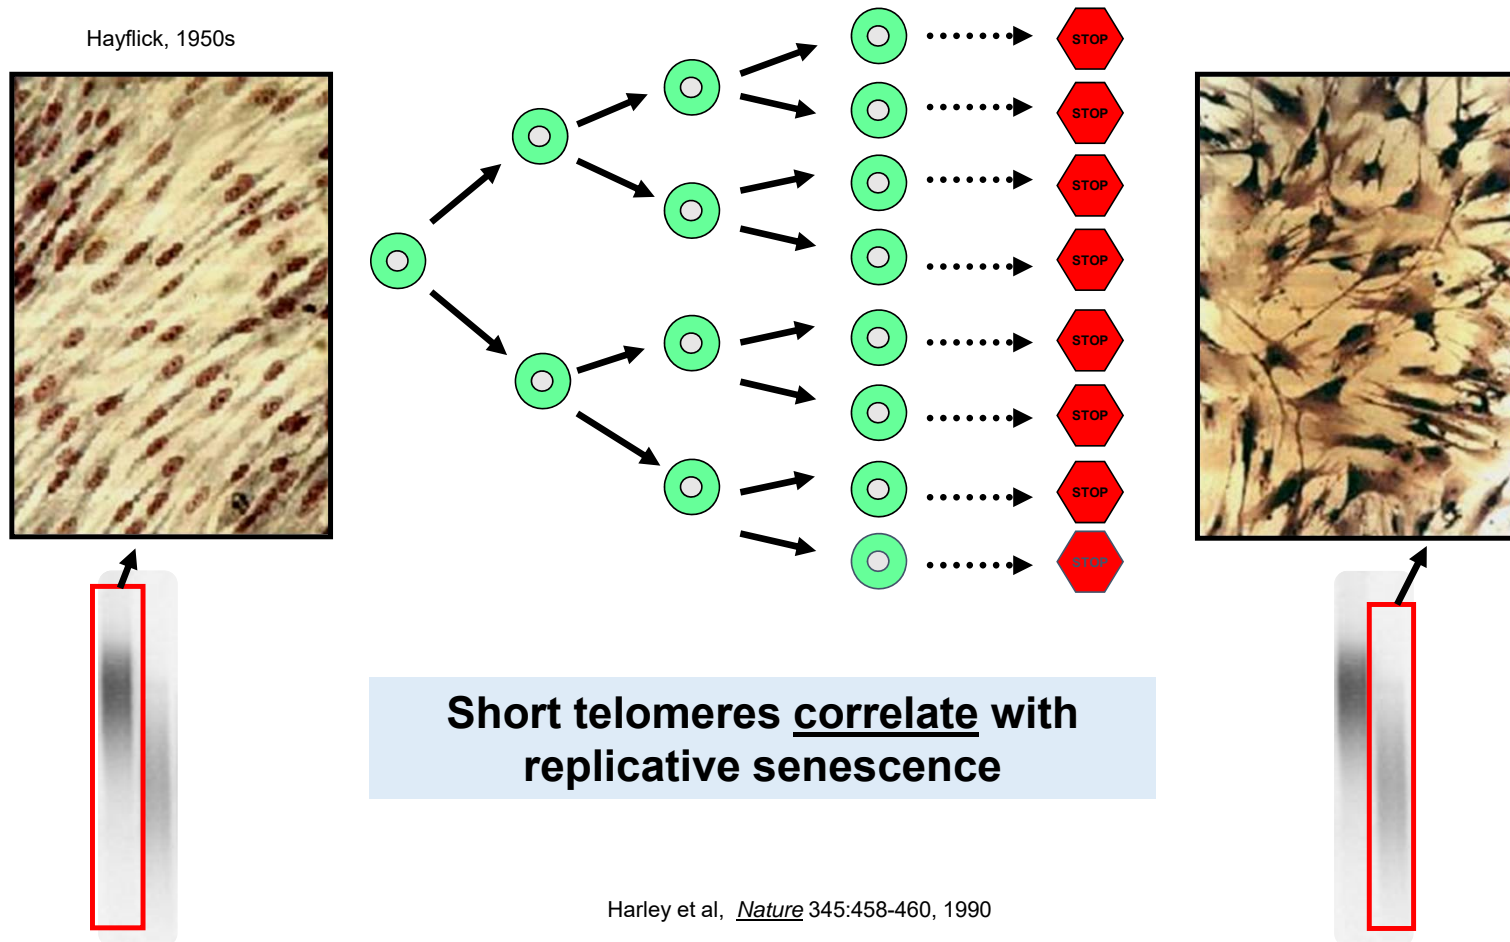 Hayflick, 1950s
STOP
STOP
STOP
STOP
STOP
STOP
STOP
STOP
Short telomeres correlate with
replicative senescence
Harley et al, Nature 345:458-460, 1990